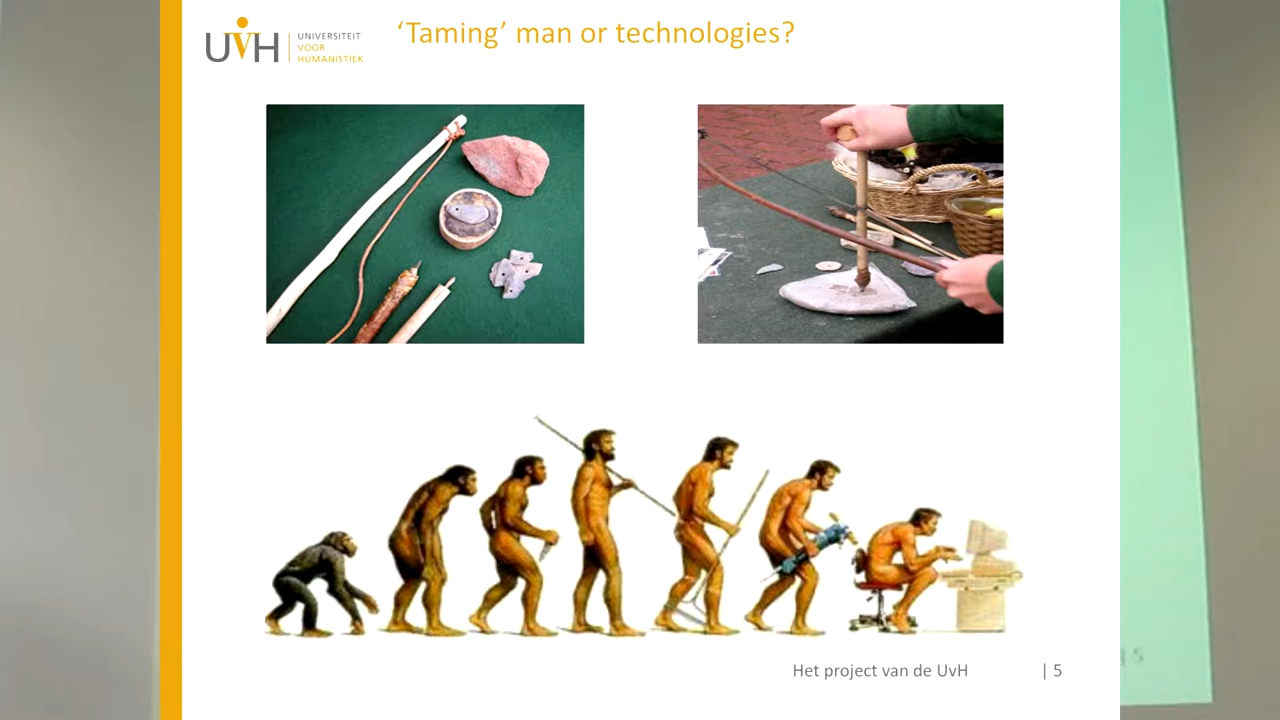 UvH
UNIVERSITEIT
VOOR
HUMANISTIEK
‘Taming’ man or technologies?
Het project van de UvH
| 5